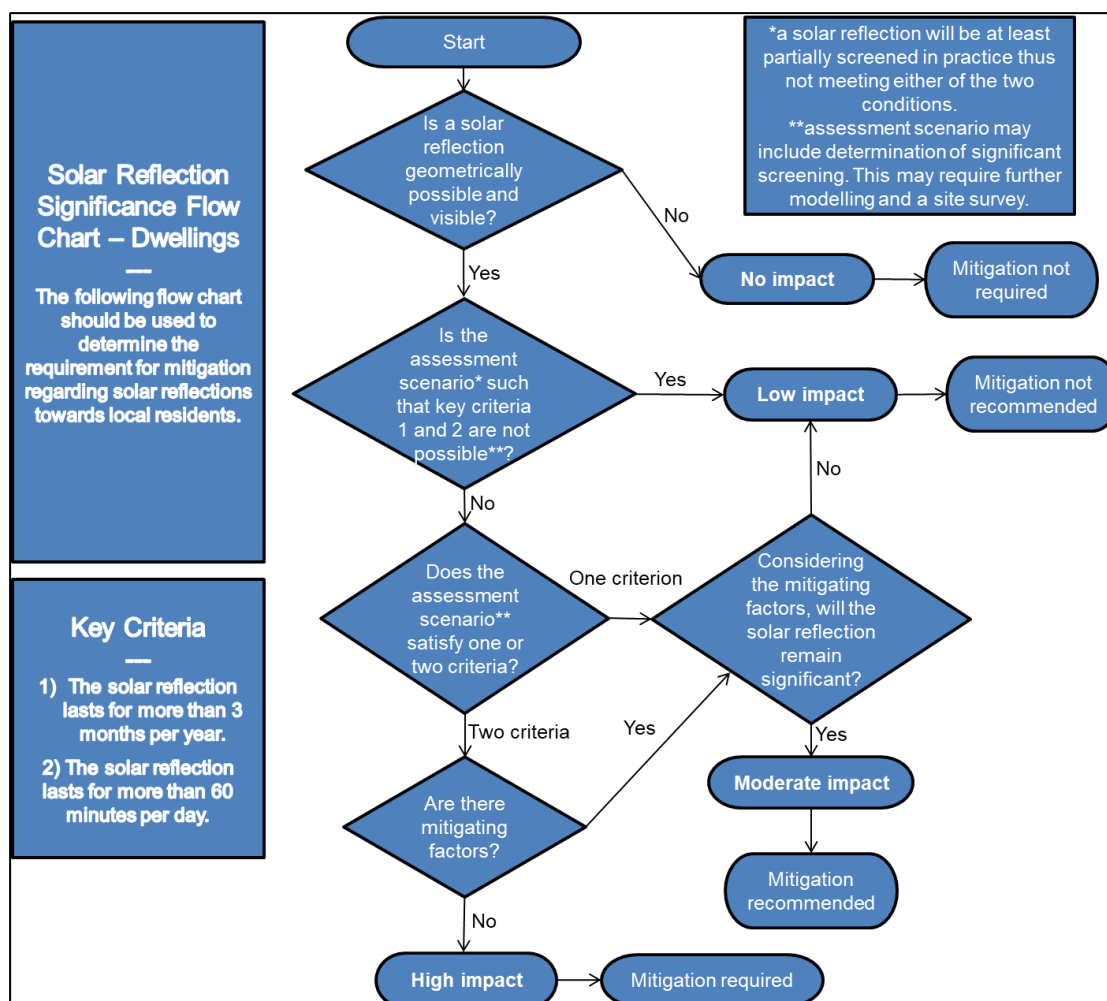 Solar Reflection
Significance Flow
Chart – Dwellings
---
The following flow chart
should be used to
determine the
requirement for mitigation
regarding solar reflections
towards local residents.
Key Criteria
---
1) The solar reflection
lasts for more than 3
months per year.
2) The solar reflection
lasts for more than 60
minutes per day.
Start
*a solar reflection will be at least
partially screened in practice thus
not meeting either of the two
conditions.
**assessment scenario may
include determination of significant
screening. This may require further
modelling and a site survey.
Is a solar
reflection
geometrically
possible and
visible?
No
No impact
Mitigation not
required
Yes
Is the
assessment
scenario* such
that key criteria
1 and 2 are not
possible**?
Yes
Low impact
Mitigation not
recommended
No
No
Does the
assessment
scenario**
satisfy one or
two criteria?
One criterion
Considering
the mitigating
factors, will the
solar reflection
remain
significant?
Two criteria
Yes
Yes
Are there
mitigating
factors?
Moderate impact
Mitigation
recommended
No
High impact
Mitigation required